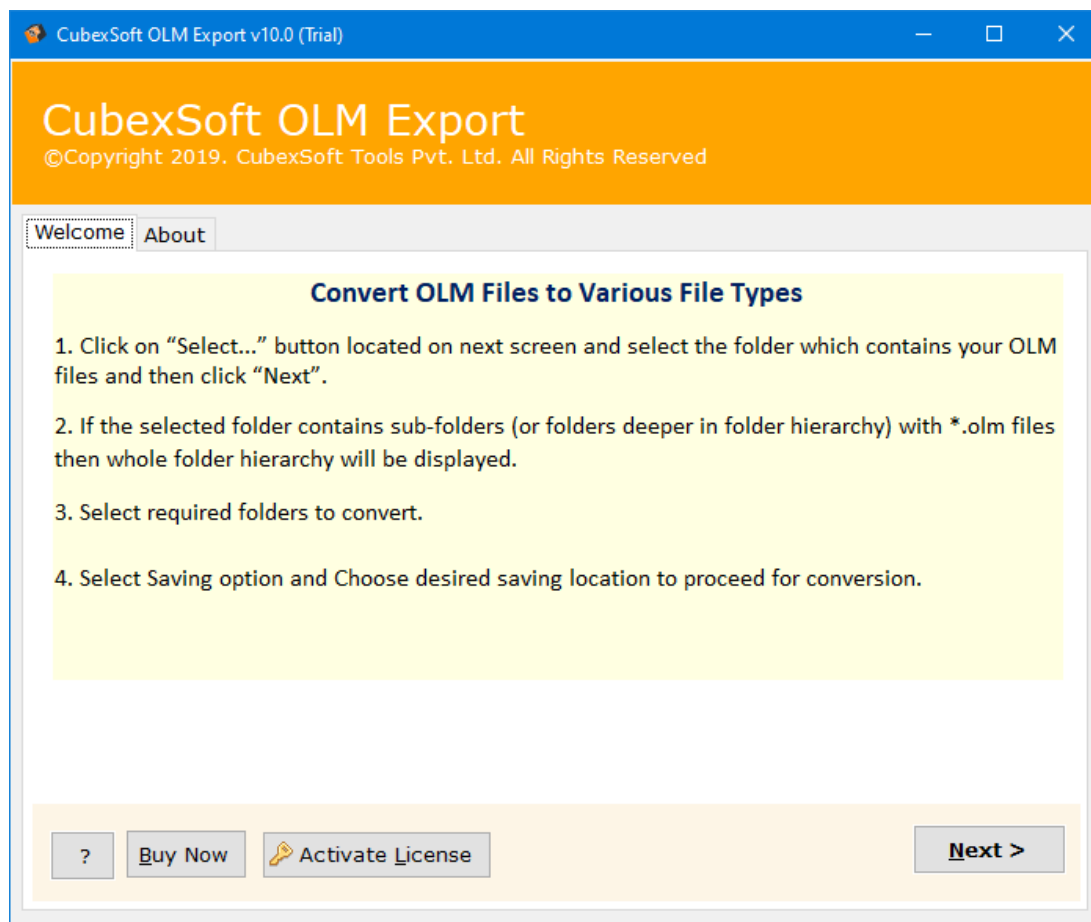 CubexSoft OLM Export v10.0 (Trial)
CubexSoft OLM Export
©Copyright 2019. CubexSoft Tools Pvt. Ltd. All Rights Reserved
Welcome
About
Convert OLM Files to Various File Types
1. Click on “Select...” button located on next screen and select the folder which contains your OLM
files and then click “Next”.
2. If the selected folder contains sub-folders (or folders deeper in folder hierarchy) with *.olm files
then whole folder hierarchy will be displayed.
3. Select required folders to convert.
4. Select Saving option and Choose desired saving location to proceed for conversion.
?
Buy Now
Activate License
Next >